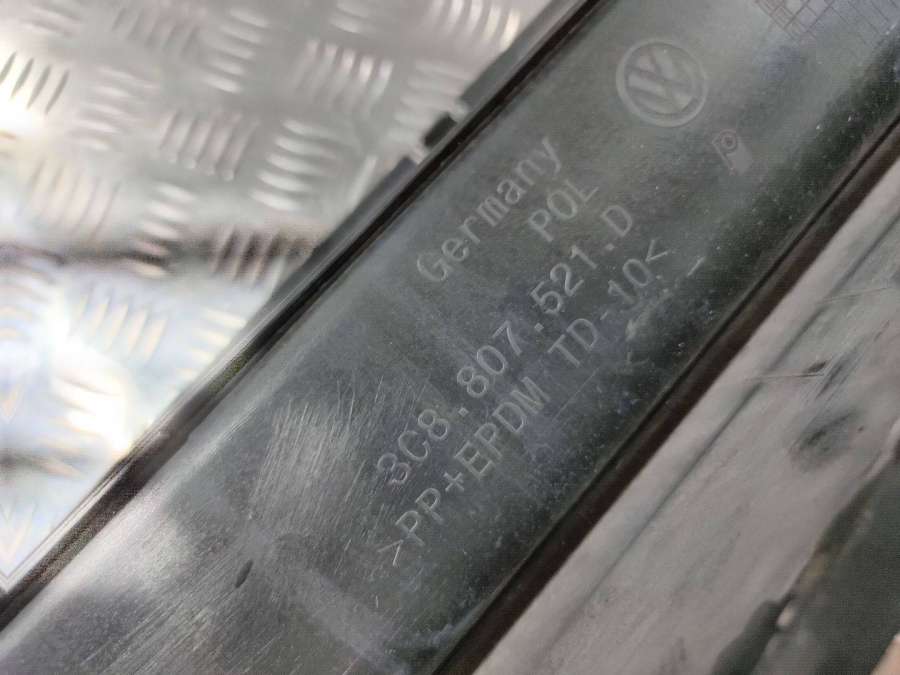 Germany
POL
3C8.807.521.D
>PP+EPDM TD-10<